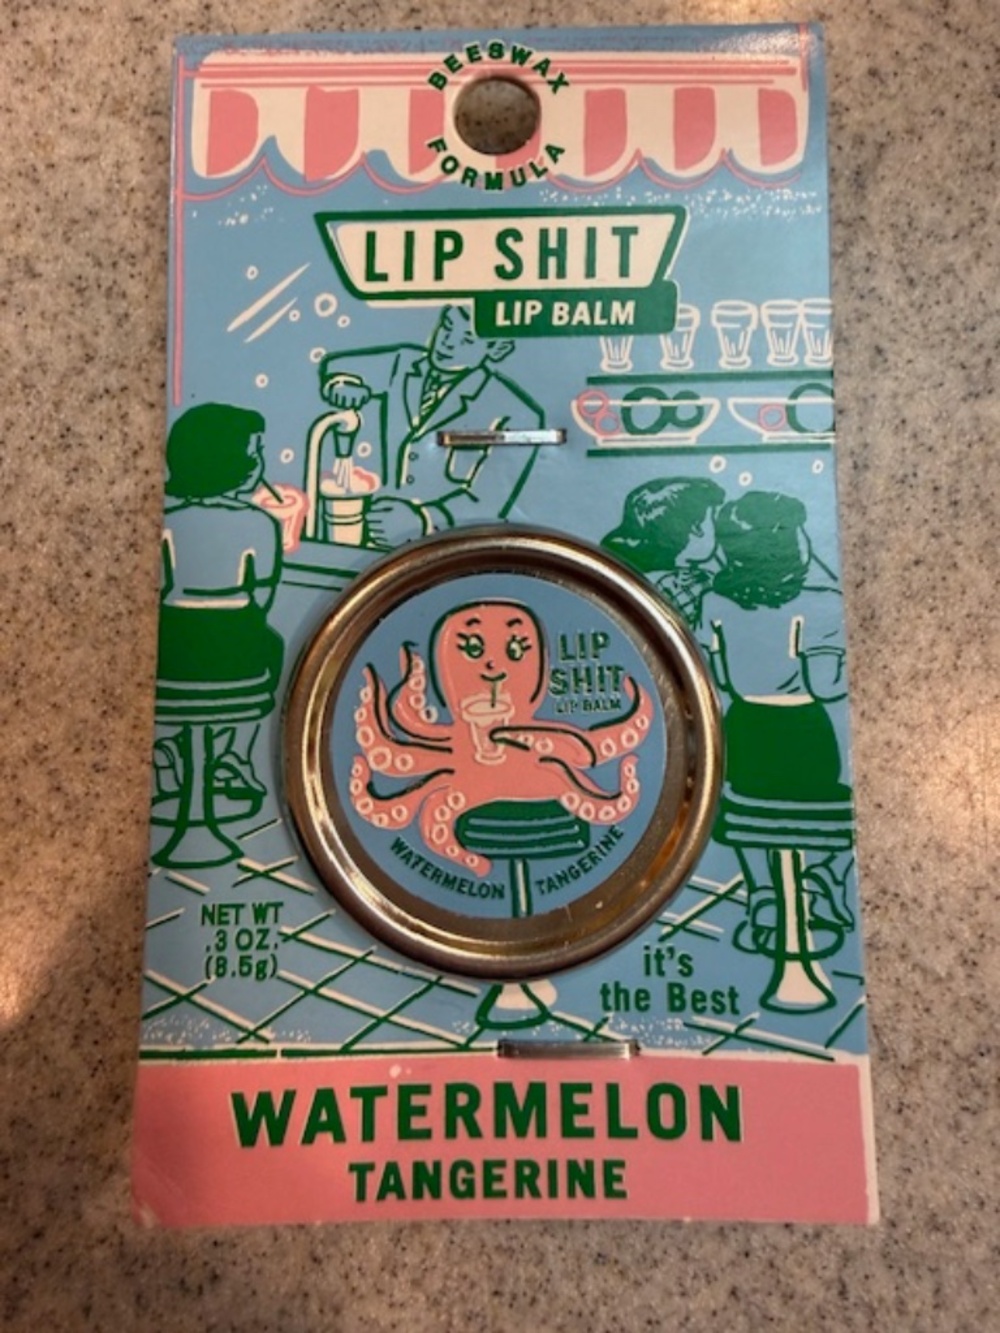 BEESWAX
FORMULA
LIP SHIT
LIP BALM
LIP
SHIT
LIP BALM
WATERMELON TANGERINE
NET WT
.3 OZ.
(8.5g)
it's
the Best
WATERMELON
TANGERINE